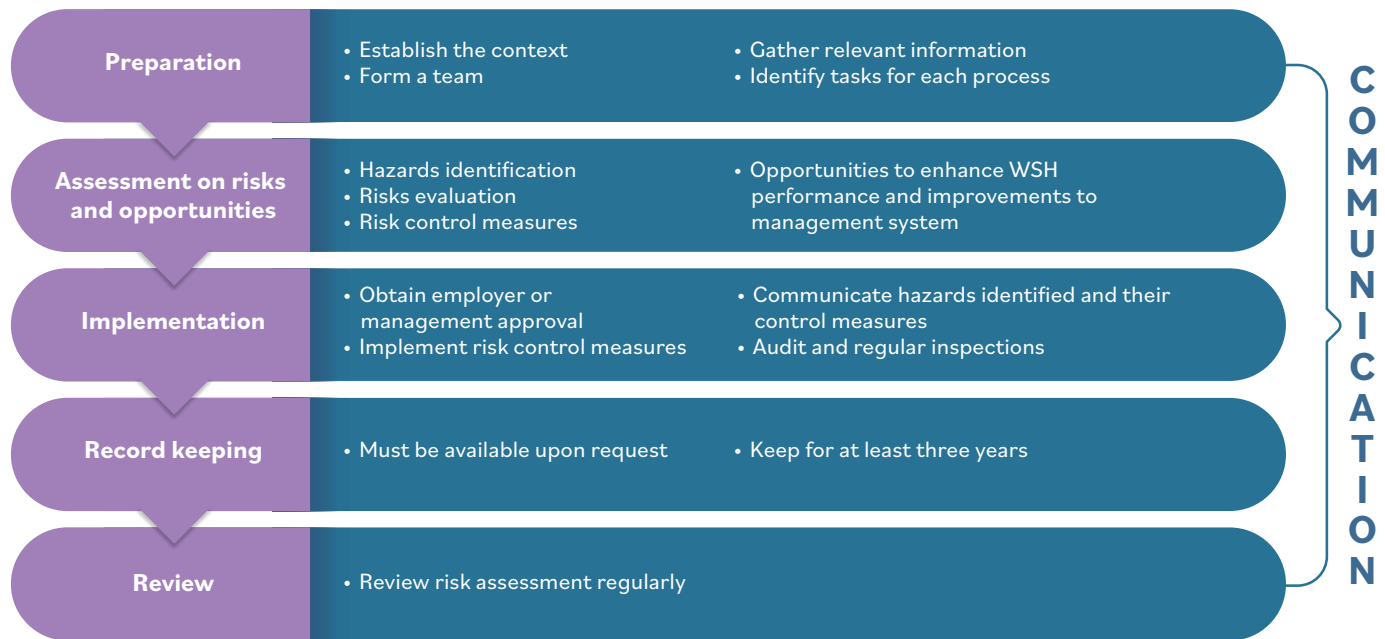 Preparation
• Establish the context
• Form a team
• Gather relevant information
• Identify tasks for each process
Assessment on risks
and opportunities
• Hazards identification
• Risks evaluation
• Risk control measures
• Opportunities to enhance WSH
performance and improvements to
management system
Implementation
• Obtain employer or
management approval
• Implement risk control measures
• Communicate hazards identified and their
control measures
• Audit and regular inspections
Record keeping
• Must be available upon request
• Keep for at least three years
Review
• Review risk assessment regularly
COMMUNICATION